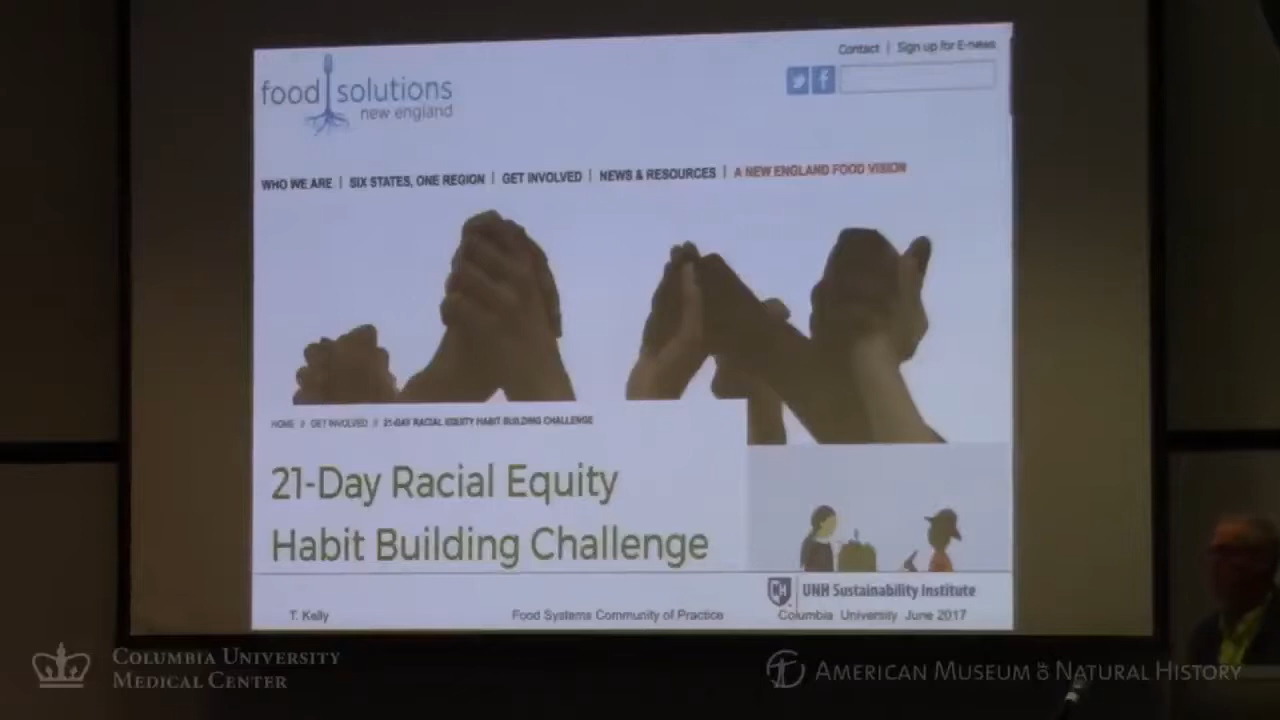 food solutions
new england
Contact | Sign up for E-news
WHO WE ARE | SIX STATES, ONE REGION | GET INVOLVED | NEWS & RESOURCES | A NEW ENGLAND FOOD VISION
HOME // GET INVOLVED // 21-DAY RACIAL EQUITY HABIT BUILDING CHALLENGE
21-Day Racial Equity
Habit Building Challenge
UNH Sustainability Institute
T. Kelly Food Systems Community of Practice Columbia University June 2017
COLUMBIA UNIVERSITY
MEDICAL CENTER
AMERICAN MUSEUM OF NATURAL HISTORY